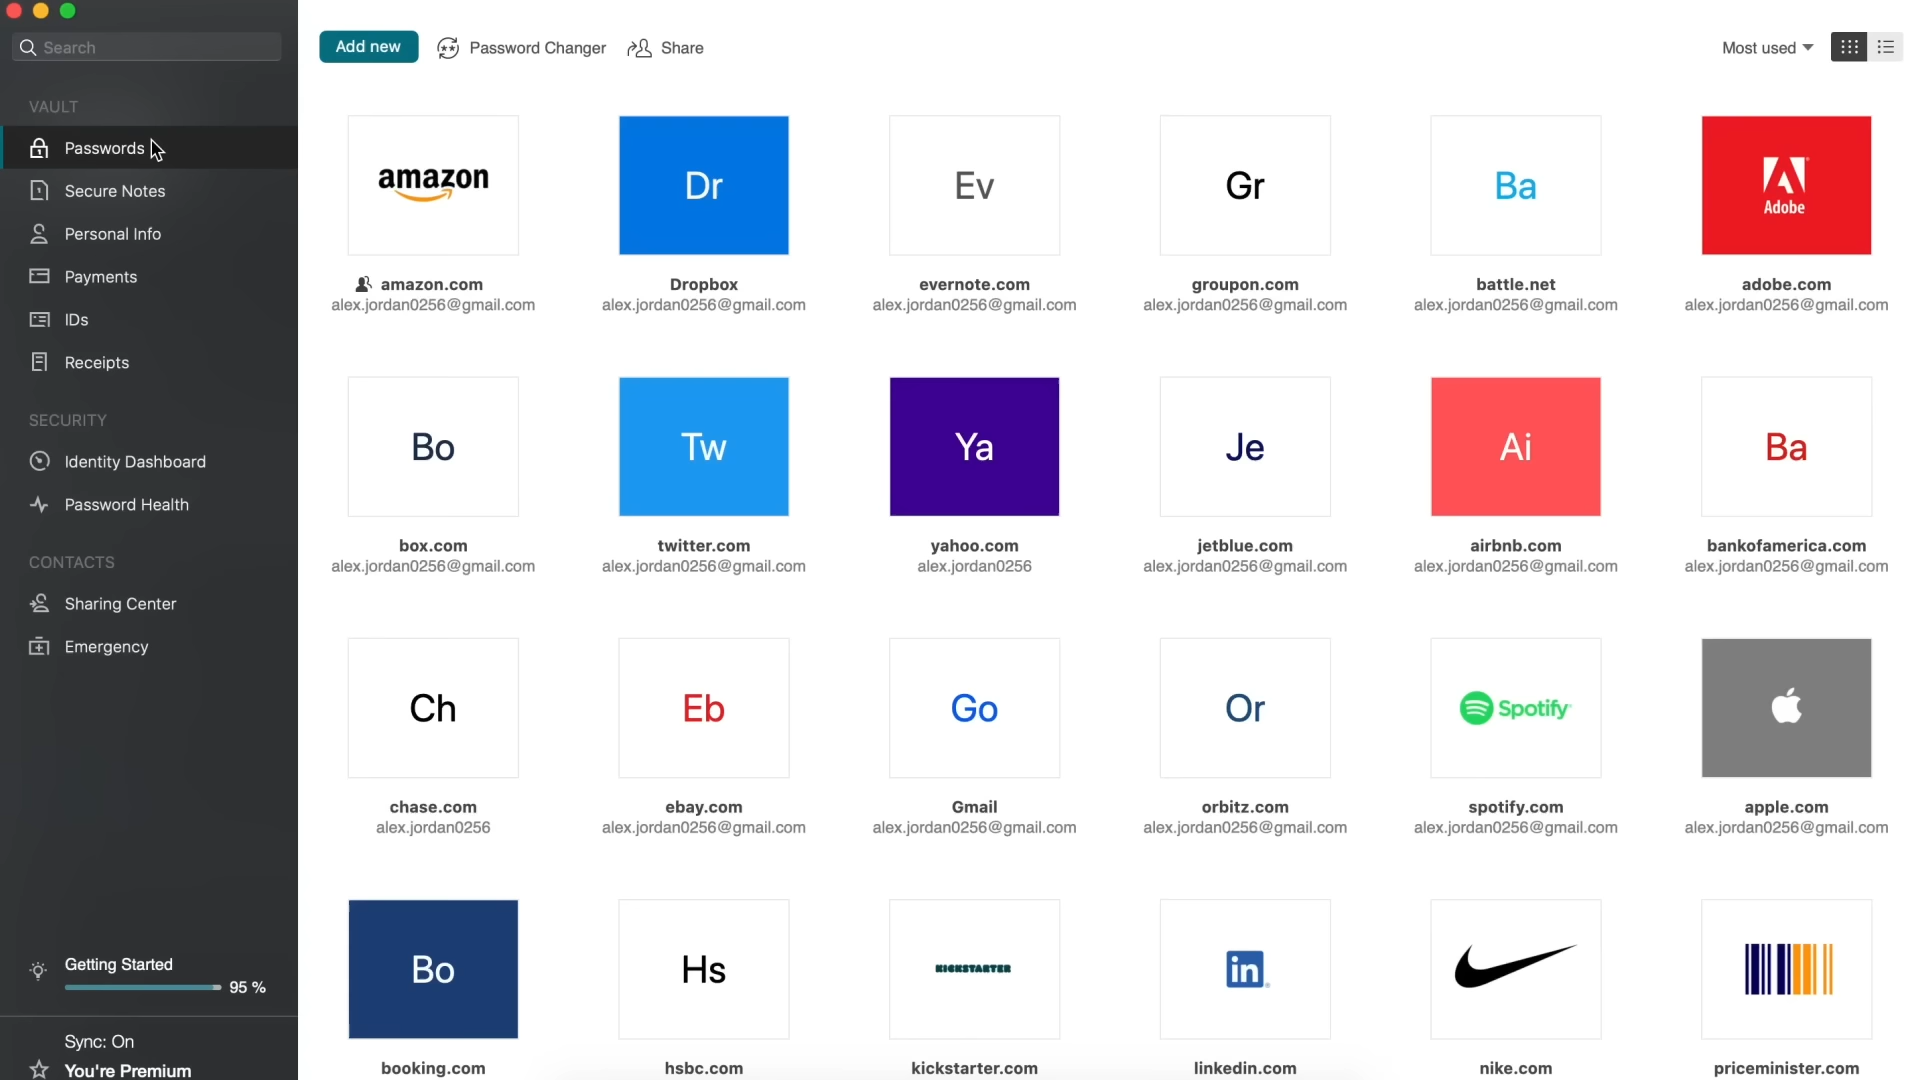 Search
VAULT
Passwords
Secure Notes
Personal Info
Payments
IDs
Receipts
SECURITY
Identity Dashboard
Password Health
CONTACTS
Sharing Center
Emergency
Getting Started
95 %
Sync: On
You're Premium
Add new
Password Changer
Share
Most used
amazon
Dr
Ev
Gr
Ba
Adobe
amazon.com
alex.jordan0256@gmail.com
Dropbox
alex.jordan0256@gmail.com
evernote.com
alex.jordan0256@gmail.com
groupon.com
alex.jordan0256@gmail.com
battle.net
alex.jordan0256@gmail.com
adobe.com
alex.jordan0256@gmail.com
Bo
Tw
Ya
Je
Ai
Ba
box.com
alex.jordan0256@gmail.com
twitter.com
alex.jordan0256@gmail.com
yahoo.com
alex.jordan0256
jetblue.com
alex.jordan0256@gmail.com
airbnb.com
alex.jordan0256@gmail.com
bankofamerica.com
alex.jordan0256@gmail.com
Ch
Eb
Go
Or
Spotify
chase.com
alex.jordan0256
ebay.com
alex.jordan0256@gmail.com
Gmail
alex.jordan0256@gmail.com
orbitz.com
alex.jordan0256@gmail.com
spotify.com
alex.jordan0256@gmail.com
apple.com
alex.jordan0256@gmail.com
Bo
Hs
KICKSTARTER
in
booking.com
hsbc.com
kickstarter.com
linkedin.com
nike.com
priceminister.com